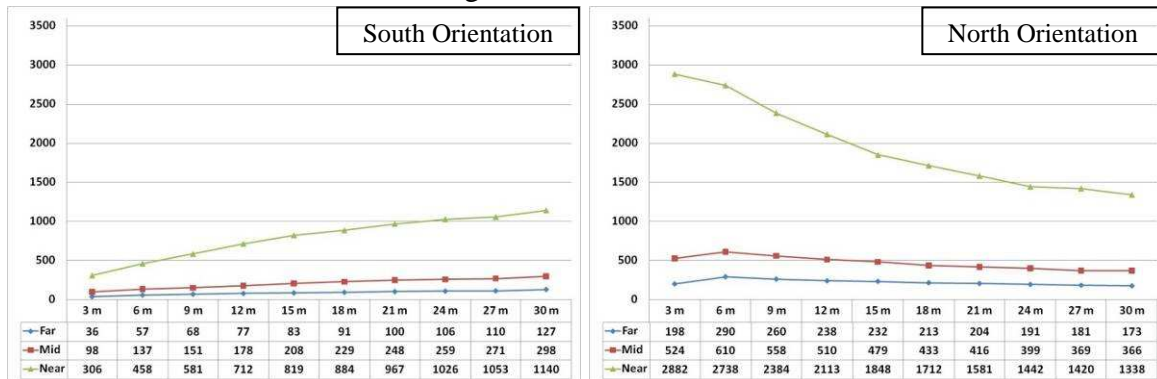 South Orientation
3500
3000
2500
2000
1500
1000
500
0
3 m 6 m 9 m 12 m 15 m 18 m 21 m 24 m 27 m 30 m
Far 36 57 68 77 83 91 100 106 110 127
Mid 98 137 151 178 208 229 248 259 271 298
Near 306 458 581 712 819 884 967 1026 1053 1140
North Orientation
3500
3000
2500
2000
1500
1000
500
0
3 m 6 m 9 m 12 m 15 m 18 m 21 m 24 m 27 m 30 m
Far 198 290 260 238 232 213 204 191 181 173
Mid 524 610 558 510 479 433 416 399 369 366
Near 2882 2738 2384 2113 1848 1712 1581 1442 1420 1338